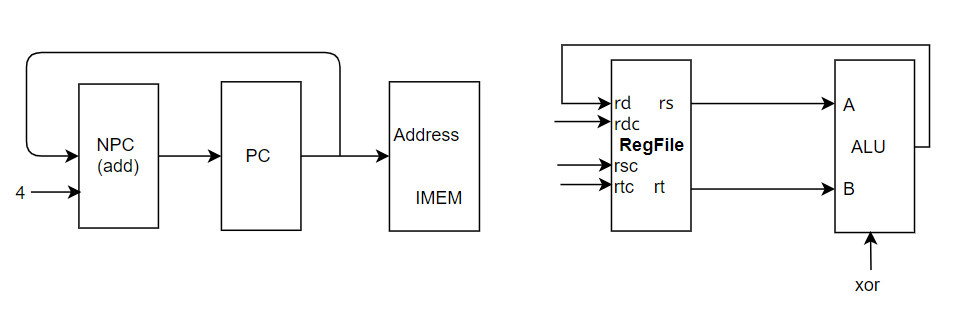 NPC
(add)
4
PC
Address
IMEM
rd rs
rdc
RegFile
rsc
rtc rt
A
ALU
B
xor